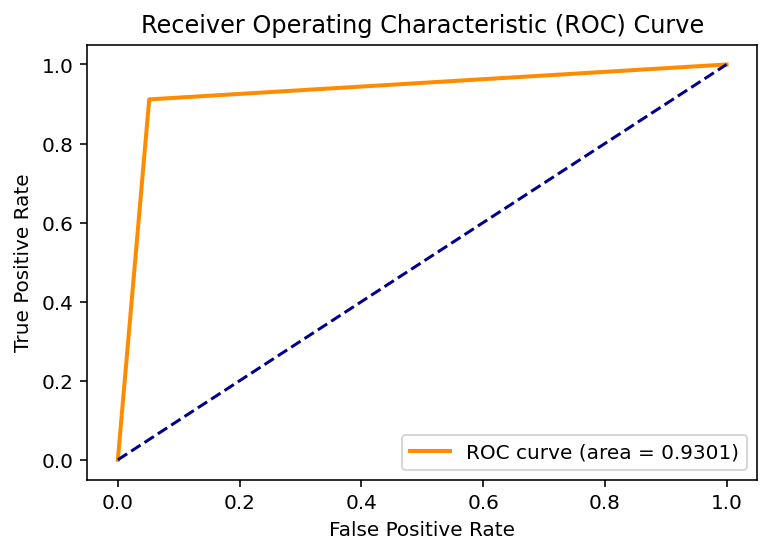 Receiver Operating Characteristic (ROC) Curve
1.0
0.8
0.6
0.4
0.2
0.0
True Positive Rate
ROC curve (area = 0.9301)
0.0 0.2 0.4 0.6 0.8 1.0
False Positive Rate